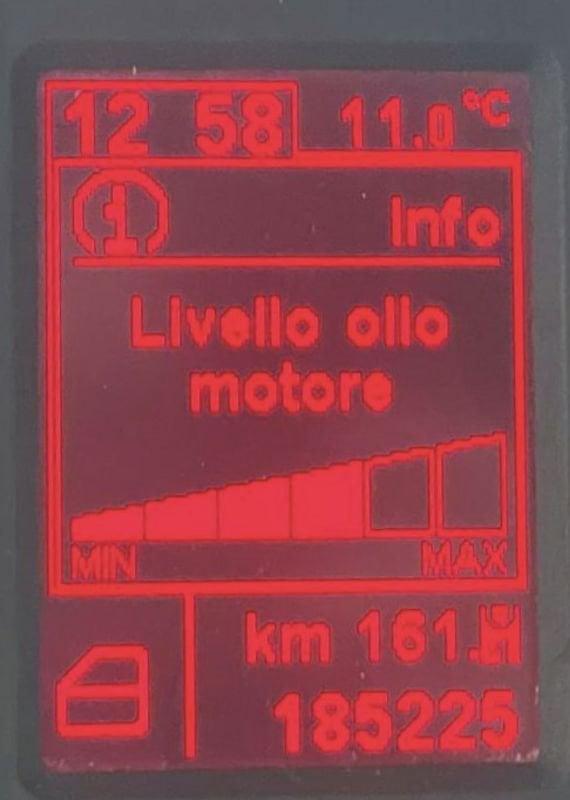 12 58 11.0 °C
i Info
Livello olio
motore
MIN MAX
km 161.
185225